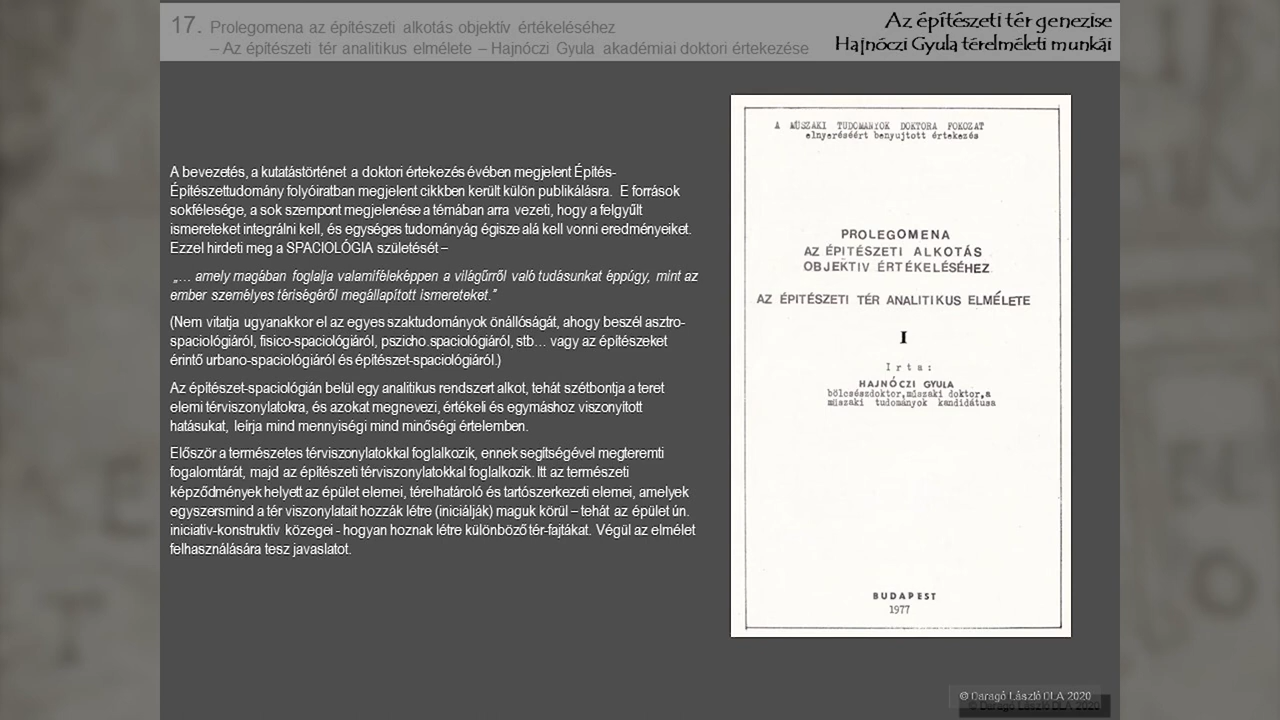 17. Prolegomena az építészeti alkotás objektív értékeléséhez
– Az építészeti tér analitikus elmélete – Hajnóczi Gyula akadémiai doktori értekezése
Az építészeti tér genezise
Hajnóczi Gyula térelméleti munkái
A bevezetés, a kutatástörténet a doktori értekezés évében megjelent Építés-
Építészettudomány folyóiratban megjelent cikkben került külön publikálásra. E források
sokfélesége, a sok szempont megjelenése a témában arra vezeti, hogy a felgyűlt
ismereteket integrálni kell, és egységes tudományág égisze alá kell vonni eredményeiket.
Ezzel hirdeti meg a SPACIOLÓGIA születését –
„… amely magában foglalja valamiféleképpen a világűrről való tudásunkat éppúgy, mint az
ember személyes tériségéről megállapított ismereteket.”
(Nem vitatja ugyanakkor el az egyes szaktudományok önállóságát, ahogy beszél asztro-
spaciológiáról, fisico-spaciológiáról, pszicho.spaciológiáról, stb… vagy az építészeket
érintő urbano-spaciológiáról és építészet-spaciológiáról.)
Az építészet-spaciológián belül egy analitikus rendszert alkot, tehát szétbontja a teret
elemi térviszonylatokra, és azokat megnevezi, értékeli és egymáshoz viszonyított
hatásukat, leírja mind mennyiségi mind minőségi értelemben.
Először a természetes térviszonylatokkal foglalkozik, ennek segítségével megteremti
fogalomtárát, majd az építészeti térviszonylatokkal foglalkozik. Itt az természeti
képződmények helyett az épület elemei, térelhatároló és tartószerkezeti elemei, amelyek
egyszersmind a tér viszonylatait hozzák létre (iniciálják) maguk körül – tehát az épület ún.
iniciatív-konstruktív közegei - hogyan hoznak létre különböző tér-fajtákat. Végül az elmélet
felhasználására tesz javaslatot.
A MŰSZAKI TUDOMÁNYOK DOKTORA FOKOZAT
elnyeréséért benyujtott értekezés
PROLEGOMENA
AZ ÉPITÉSZETI ALKOTÁS
OBJEKTIV ÉRTÉKELÉSÉHEZ
AZ ÉPITÉSZETI TÉR ANALITIKUS ELMÉLETE
I
Irta:
HAJNÓCZI GYULA
bölcsészdoktor, műszaki doktor, a
műszaki tudományok kandidátusa
BUDAPEST
1977
© Daragó László DLA 2020